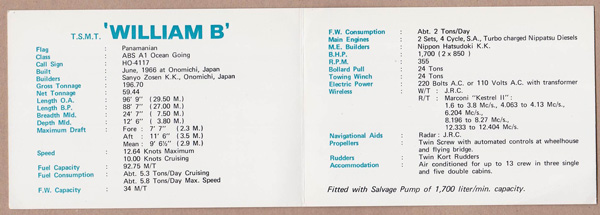 T.S.M.T. 'WILLIAM B'
Flag : Panamanian
Class : ABS A1 Ocean Going
Call Sign : HO-4117
Built : June, 1966 at Onomichi, Japan
Builders : Sanyo Zosen K.K., Onomichi, Japan
Gross Tonnage : 196.70
Net Tonnage : 59.44
Length O.A. : 96' 9" (29.50 M.)
Length B.P. : 88' 7" (27.00 M.)
Breadth Mld. : 24' 7" (7.50 M.)
Depth Mld. : 12' 6" (3.80 M.)
Maximum Draft : Fore : 7' 7" (2.3 M.)
Aft : 11' 6" (3.5 M.)
Mean : 9' 6½" (2.9 M.)
Speed : 12.64 Knots Maximum
10.00 Knots Cruising
Fuel Capacity : 92.75 M/T
Fuel Consumption : Abt. 5.3 Tons/Day Cruising
Abt. 5.8 Tons/Day Max. Speed
F.W. Capacity : 34 M/T
F.W. Consumption : Abt. 2 Tons/Day
Main Engines : 2 Sets, 4 Cycle, S.A., Turbo charged Nippatsu Diesels
M.E. Builders : Nippon Hatsudoki K.K.
B.H.P. : 1,700 (2 x 850)
R.P.M. : 355
Bollard Pull : 24 Tons
Towing Winch : 24 Tons
Electric Power : 220 Bolts A.C. or 110 Volts A.C. with transformer
Wireless : W/T : J.R.C.
R/T : Marconi "Kestrel II" :
1.6 to 3.8 Mc/s., 4.063 to 4.13 Mc/s.,
6.204 Mc/s.,
8.196 to 8.27 Mc/s.,
12.333 to 12.404 Mc/s.
Navigational Aids : Radar : J.R.C.
Propellers : Twin Screw with automated controls at wheelhouse
and flying bridge.
Rudders : Twin Kort Rudders
Accommodation : Air conditioned for up to 13 crew in three single
and five double cabins.
Fitted with Salvage Pump of 1,700 liter/min. capacity.